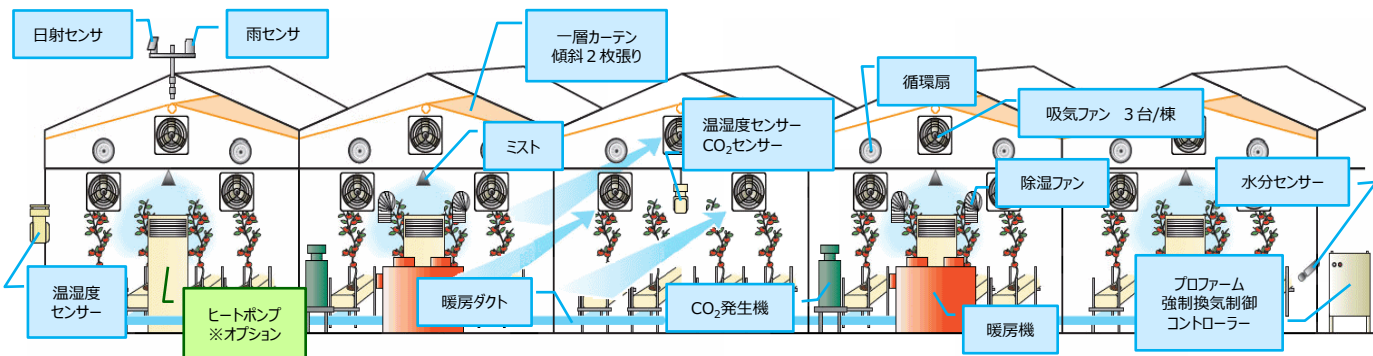 日射センサ
雨センサ
一層カーテン
傾斜２枚張り
循環扇
吸気ファン ３台/棟
温湿度センサー
CO₂センサー
ミスト
除湿ファン
水分センサー
温湿度
センサー
ヒートポンプ
※オプション
暖房ダクト
CO₂発生機
暖房機
プロファーム
強制換気制御
コントローラー